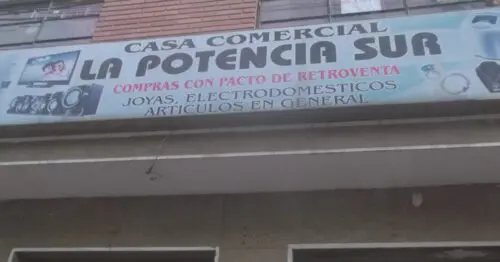 CASA COMERCIAL
LA POTENCIA SUR
COMPRAS CON PACTO DE RETROVENTA
JOYAS, ELECTRODOMESTICOS
ARTICULOS EN GENERAL